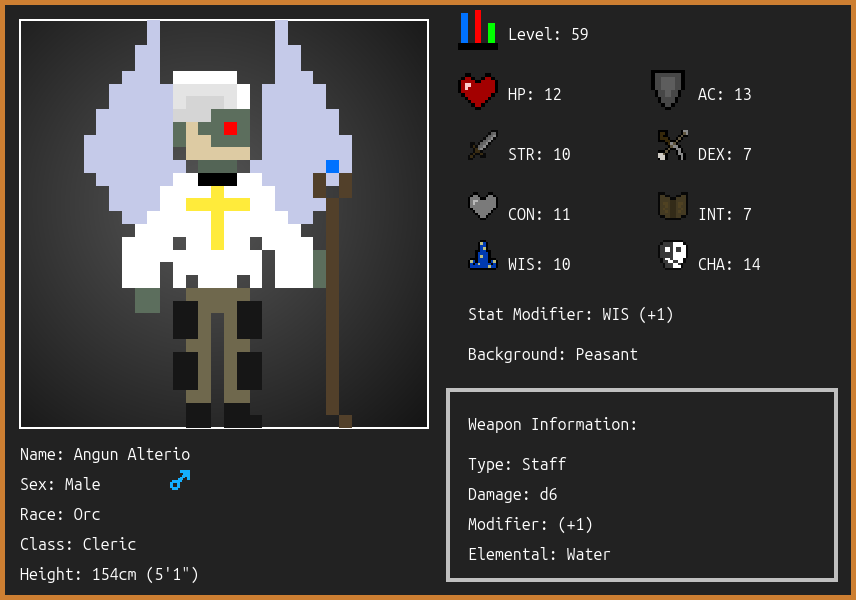 Level: 59
HP: 12
AC: 13
STR: 10
DEX: 7
CON: 11
INT: 7
WIS: 10
CHA: 14
Stat Modifier: WIS (+1)
Background: Peasant
Weapon Information:
Type: Staff
Damage: d6
Modifier: (+1)
Elemental: Water
Name: Angun Alterio
Sex: Male
Race: Orc
Class: Cleric
Height: 154cm (5'1")